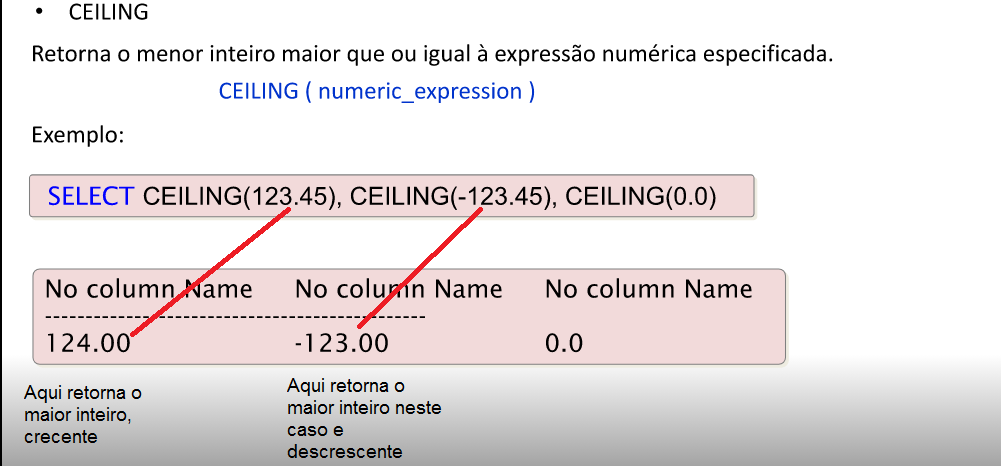 • CEILING
Retorna o menor inteiro maior que ou igual à expressão numérica especificada.
CEILING ( numeric_expression )
Exemplo:
SELECT CEILING(123.45), CEILING(-123.45), CEILING(0.0)
No column Name No column Name No column Name
-----------------------------------------------
124.00 -123.00 0.0
Aqui retorna o
maior inteiro,
crecente
Aqui retorna o
maior inteiro neste
caso e
descrescente